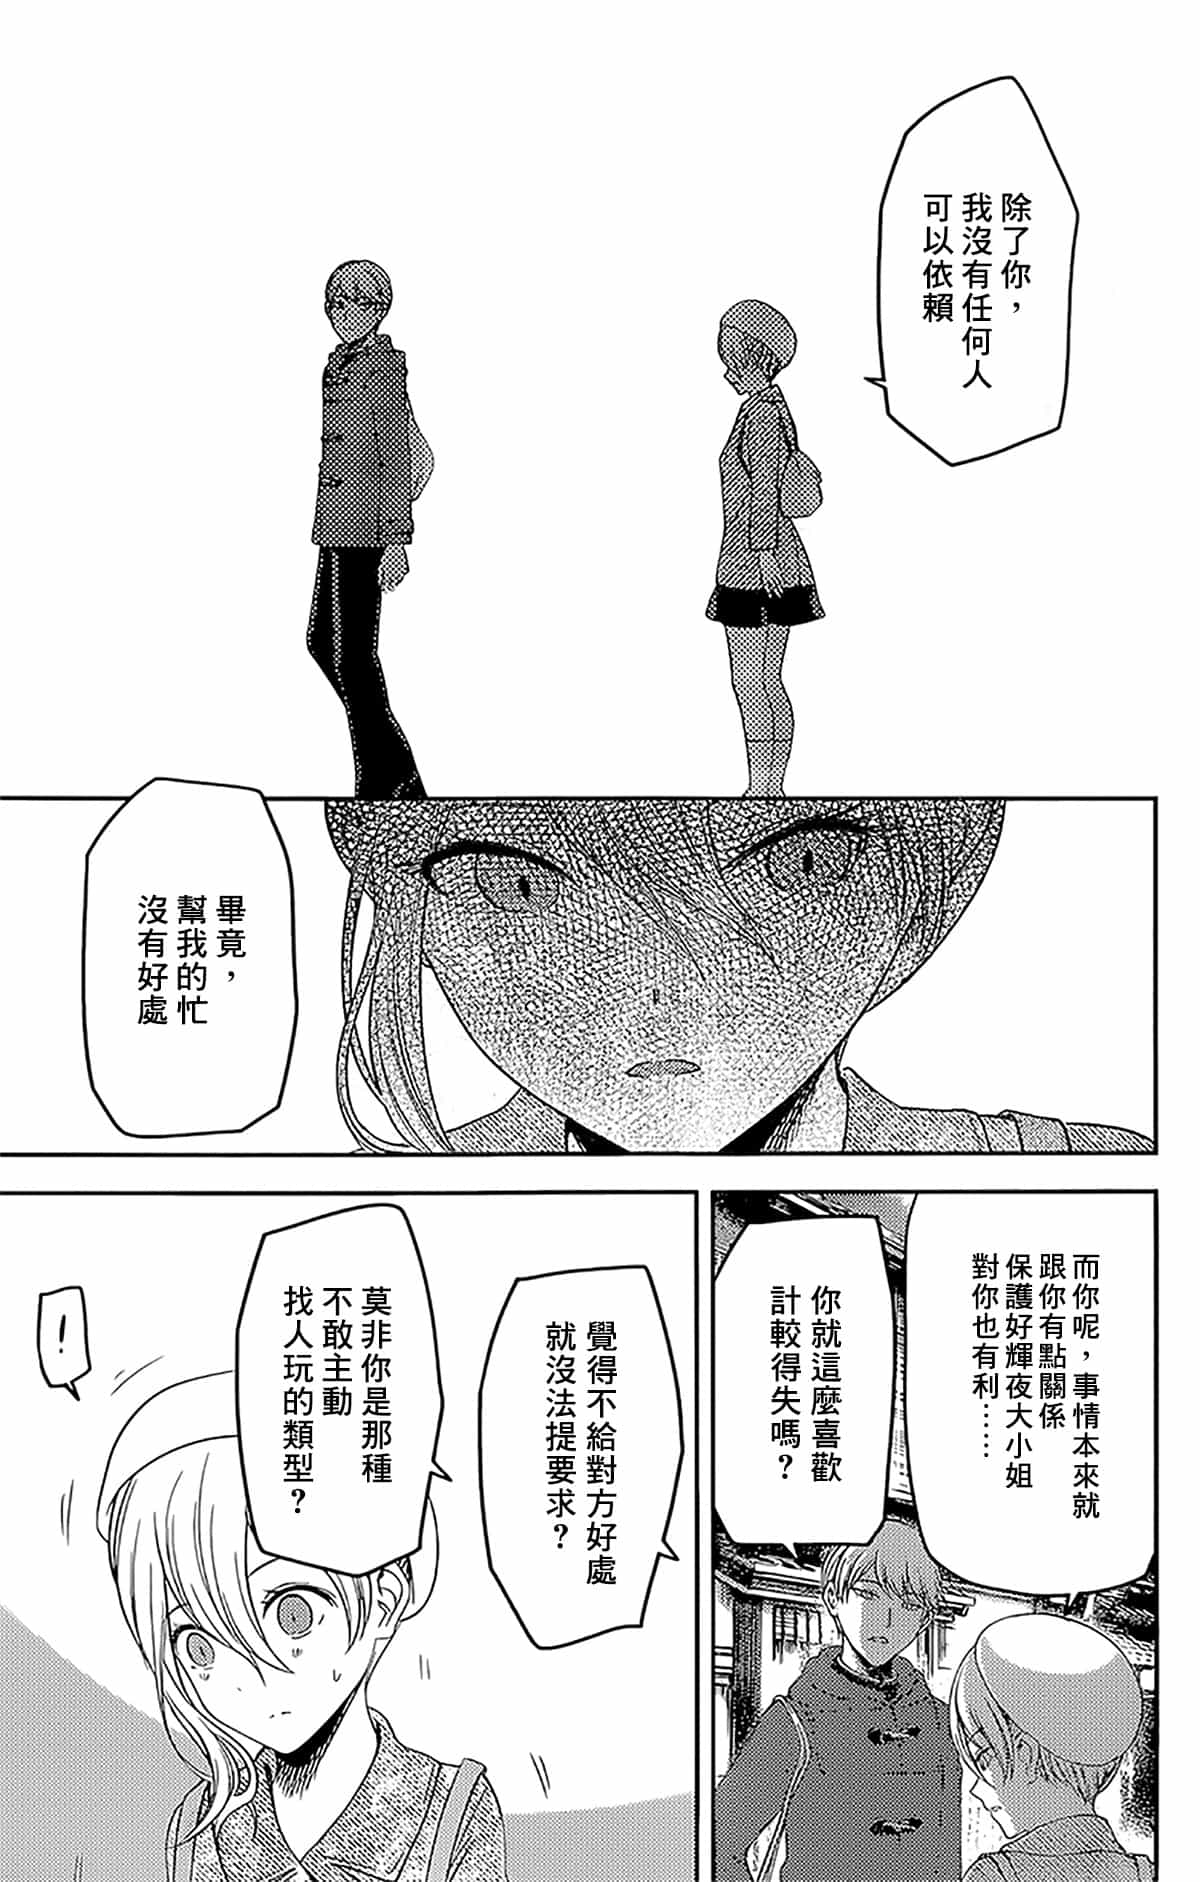 除了你，
我沒有任何人
可以依賴
畢竟，
幫我的忙
沒有好處
而你呢，事情本來就
跟你有點關係
保護好輝夜大小姐
對你也有利……
你就這麼喜歡
計較得失嗎？
覺得不給對方好處
就沒法提要求？
莫非你是那種
不敢主動
找人玩的類型？
！